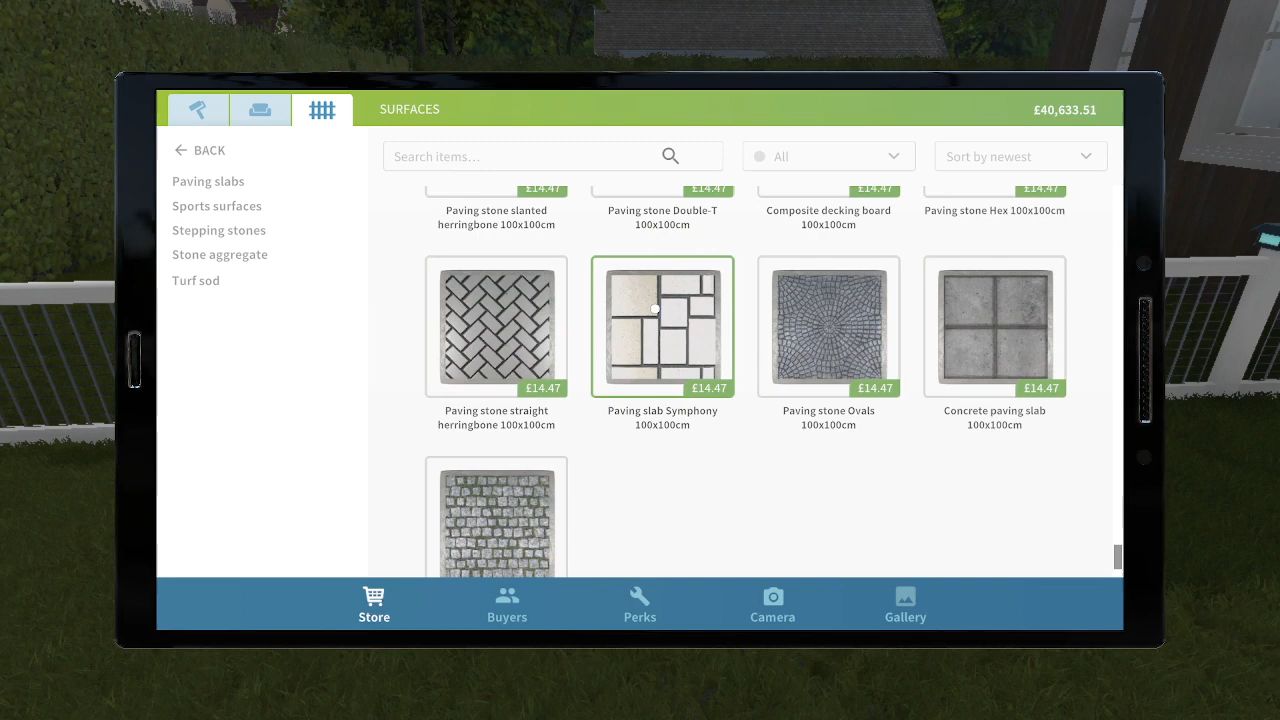 SURFACES
£40,633.51
BACK
Search items...
All
Sort by newest
Paving slabs
Sports surfaces
Stepping stones
Stone aggregate
Turf sod
£14.47
£14.47
£14.47
£14.47
Paving stone slanted
herringbone 100x100cm
Paving stone Double-T
100x100cm
Composite decking board
100x100cm
Paving stone Hex 100x100cm
£14.47
£14.47
£14.47
£14.47
Paving stone straight
herringbone 100x100cm
Paving slab Symphony
100x100cm
Paving stone Ovals
100x100cm
Concrete paving slab
100x100cm
Store
Buyers
Perks
Camera
Gallery